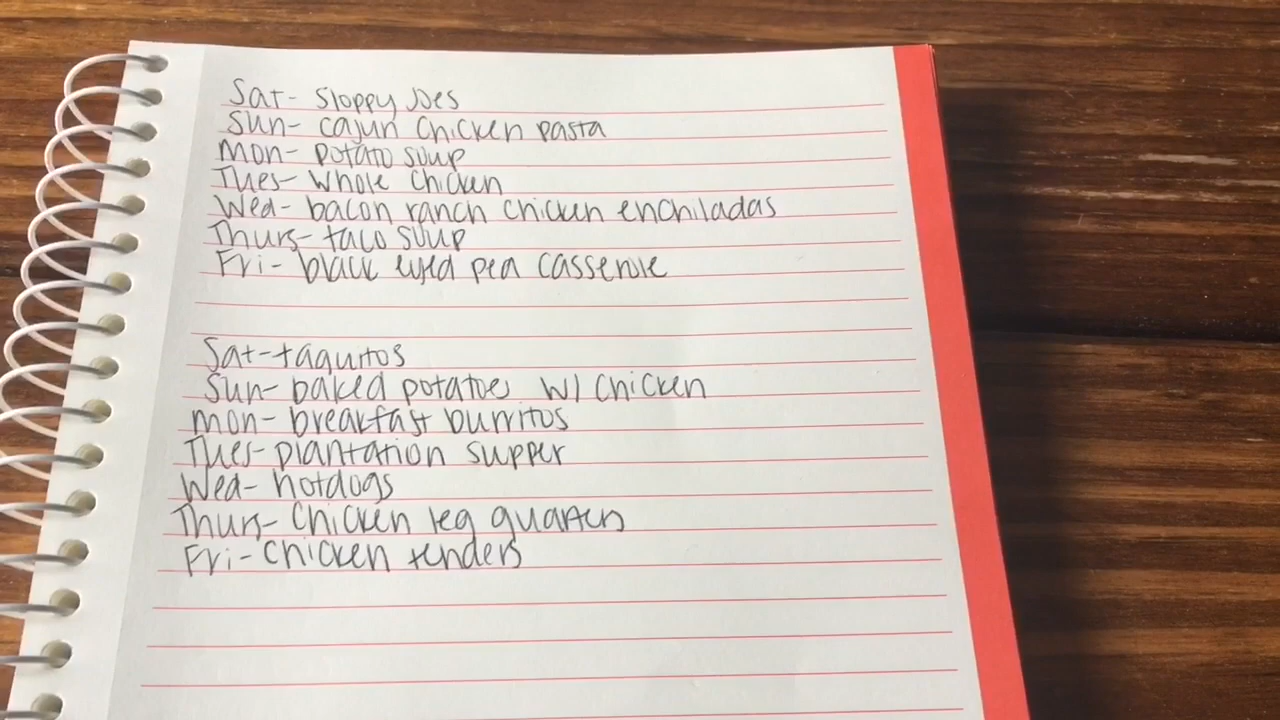 Sat- Sloppy Joes
Sun- cajun chicken pasta
Mon- potato soup
Tues- whole chicken
Wed- bacon ranch chicken enchiladas
Thurs- taco soup
Fri- black eyed pea casserole
Sat- taquitos
Sun- baked potatoes w/ chicken
Mon- breakfast burritos
Tues- plantation supper
Wed- hotdogs
Thurs- chicken leg quarters
Fri- chicken tenders